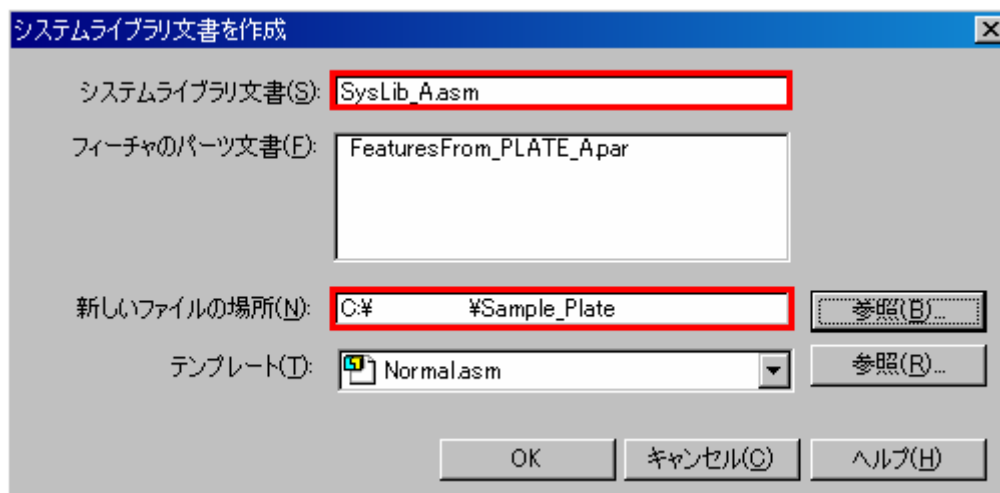 システムライブラリ文書を作成
システムライブラリ文書(S): SysLib_A.asm
フィーチャのパーツ文書(F): FeaturesFrom_PLATE_A.par
新しいファイルの場所(N): C:¥ ¥Sample_Plate 参照(B)...
テンプレート(T): Normal.asm 参照(R)...
OK キャンセル(C) ヘルプ(H)